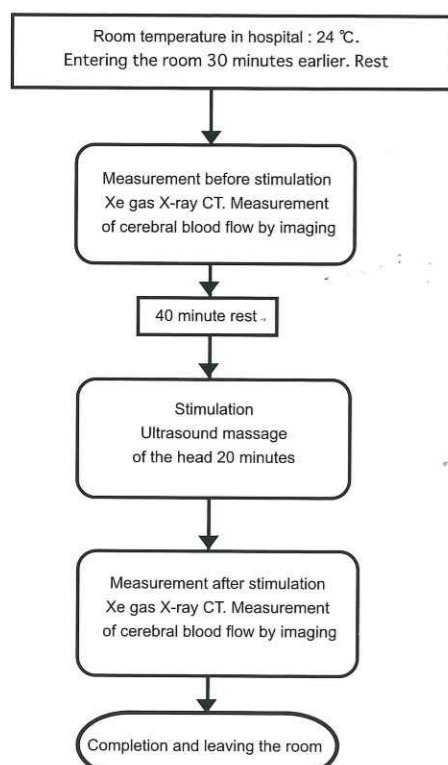 Room temperature in hospital : 24 ℃.
Entering the room 30 minutes earlier. Rest
Measurement before stimulation
Xe gas X-ray CT. Measurement
of cerebral blood flow by imaging
40 minute rest.
Stimulation
Ultrasound massage
of the head 20 minutes
Measurement after stimulation
Xe gas X-ray CT. Measurement
of cerebral blood flow by imaging
Completion and leaving the room